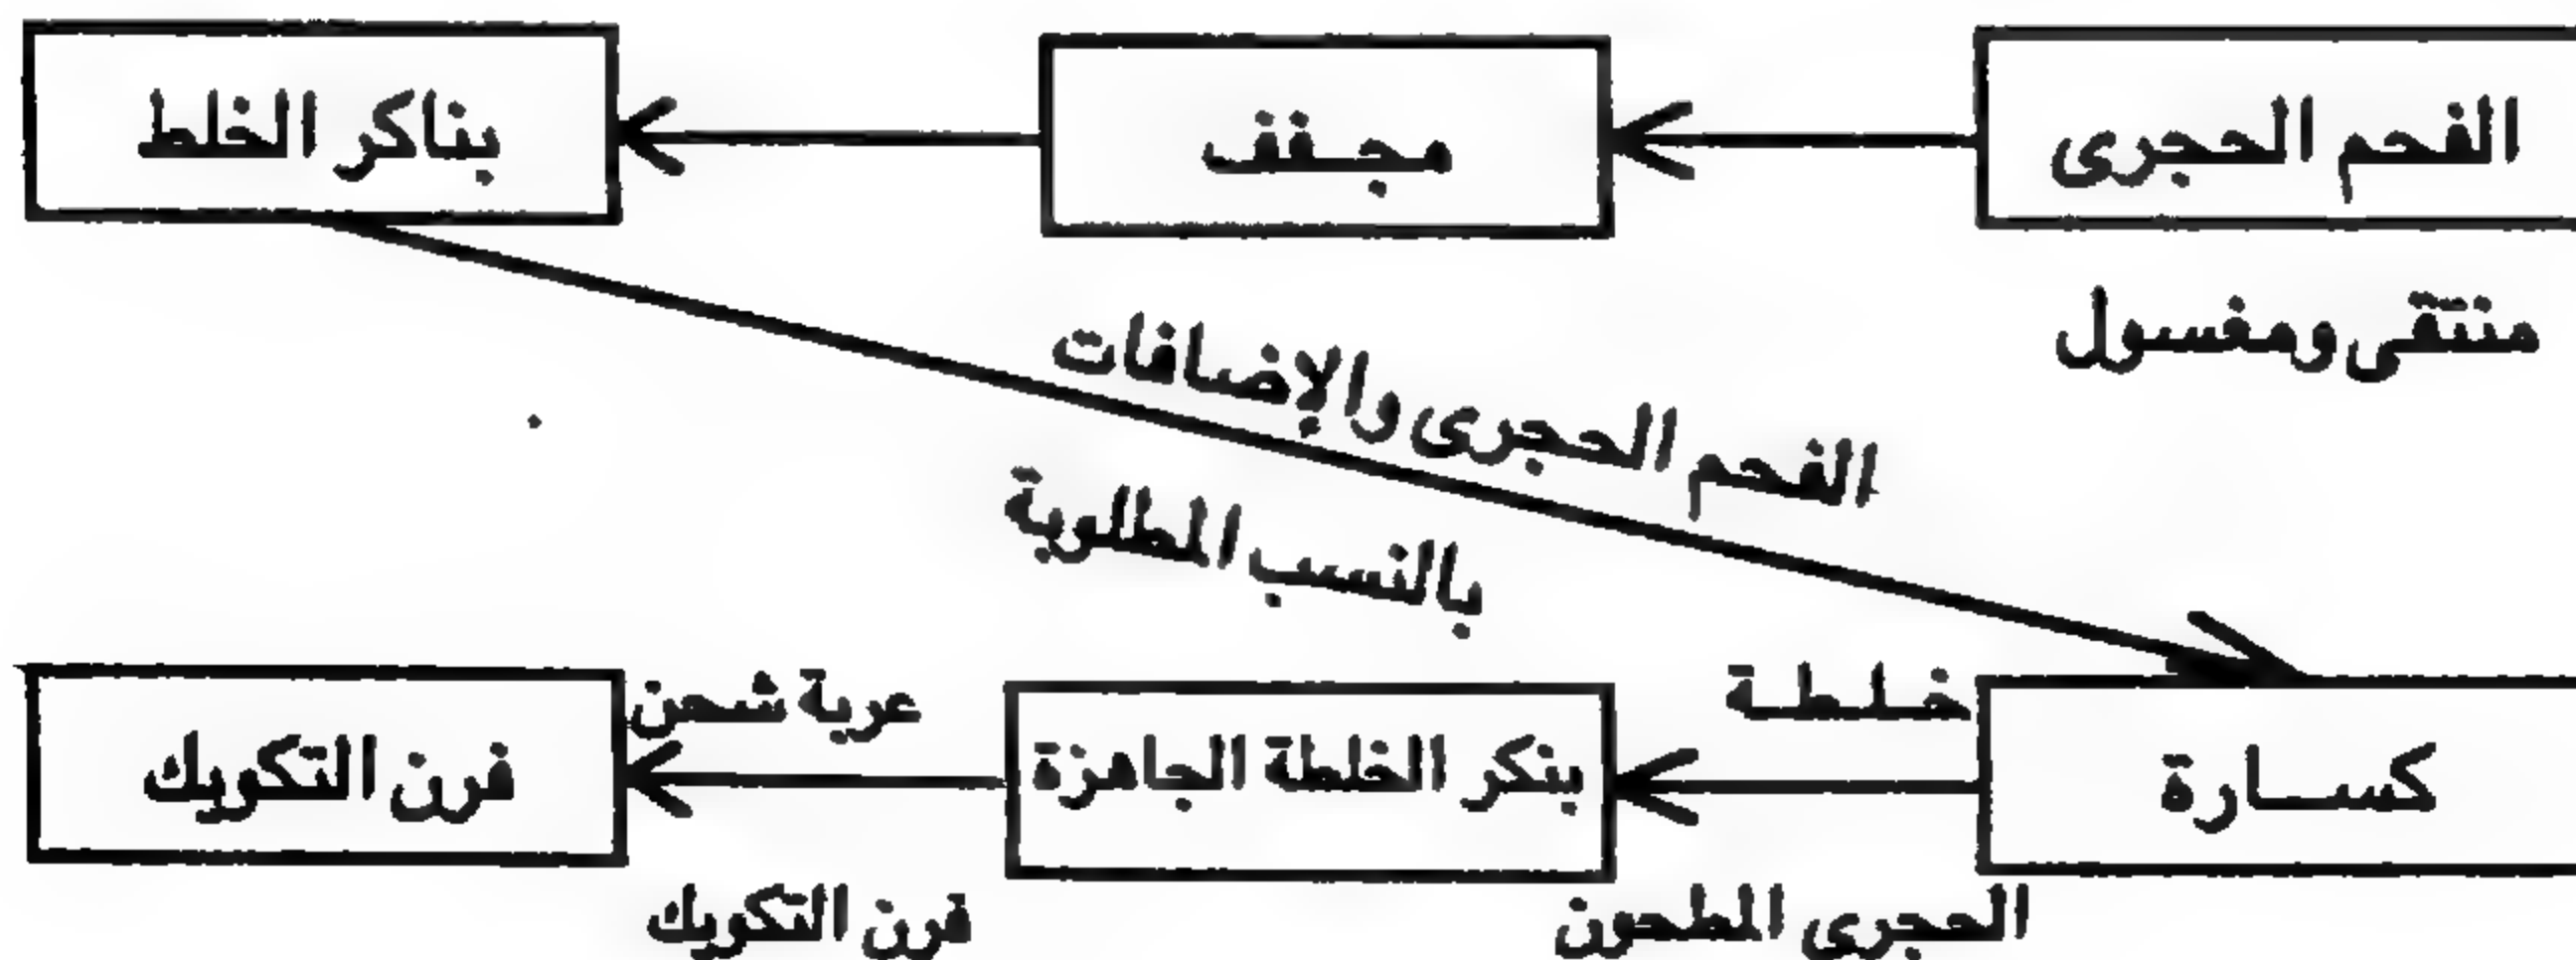 الفحم الحجرى
مجفف
بناكر الخلط
منتقى ومغسول
الفحم الحجرى والإضافات
بالنسب المطلوبة
كسارة
خلطة
الحجرى المطحون
بنكر الخلطة الجاهزة
عربة شحن
فرن التكويك
فرن التكويك